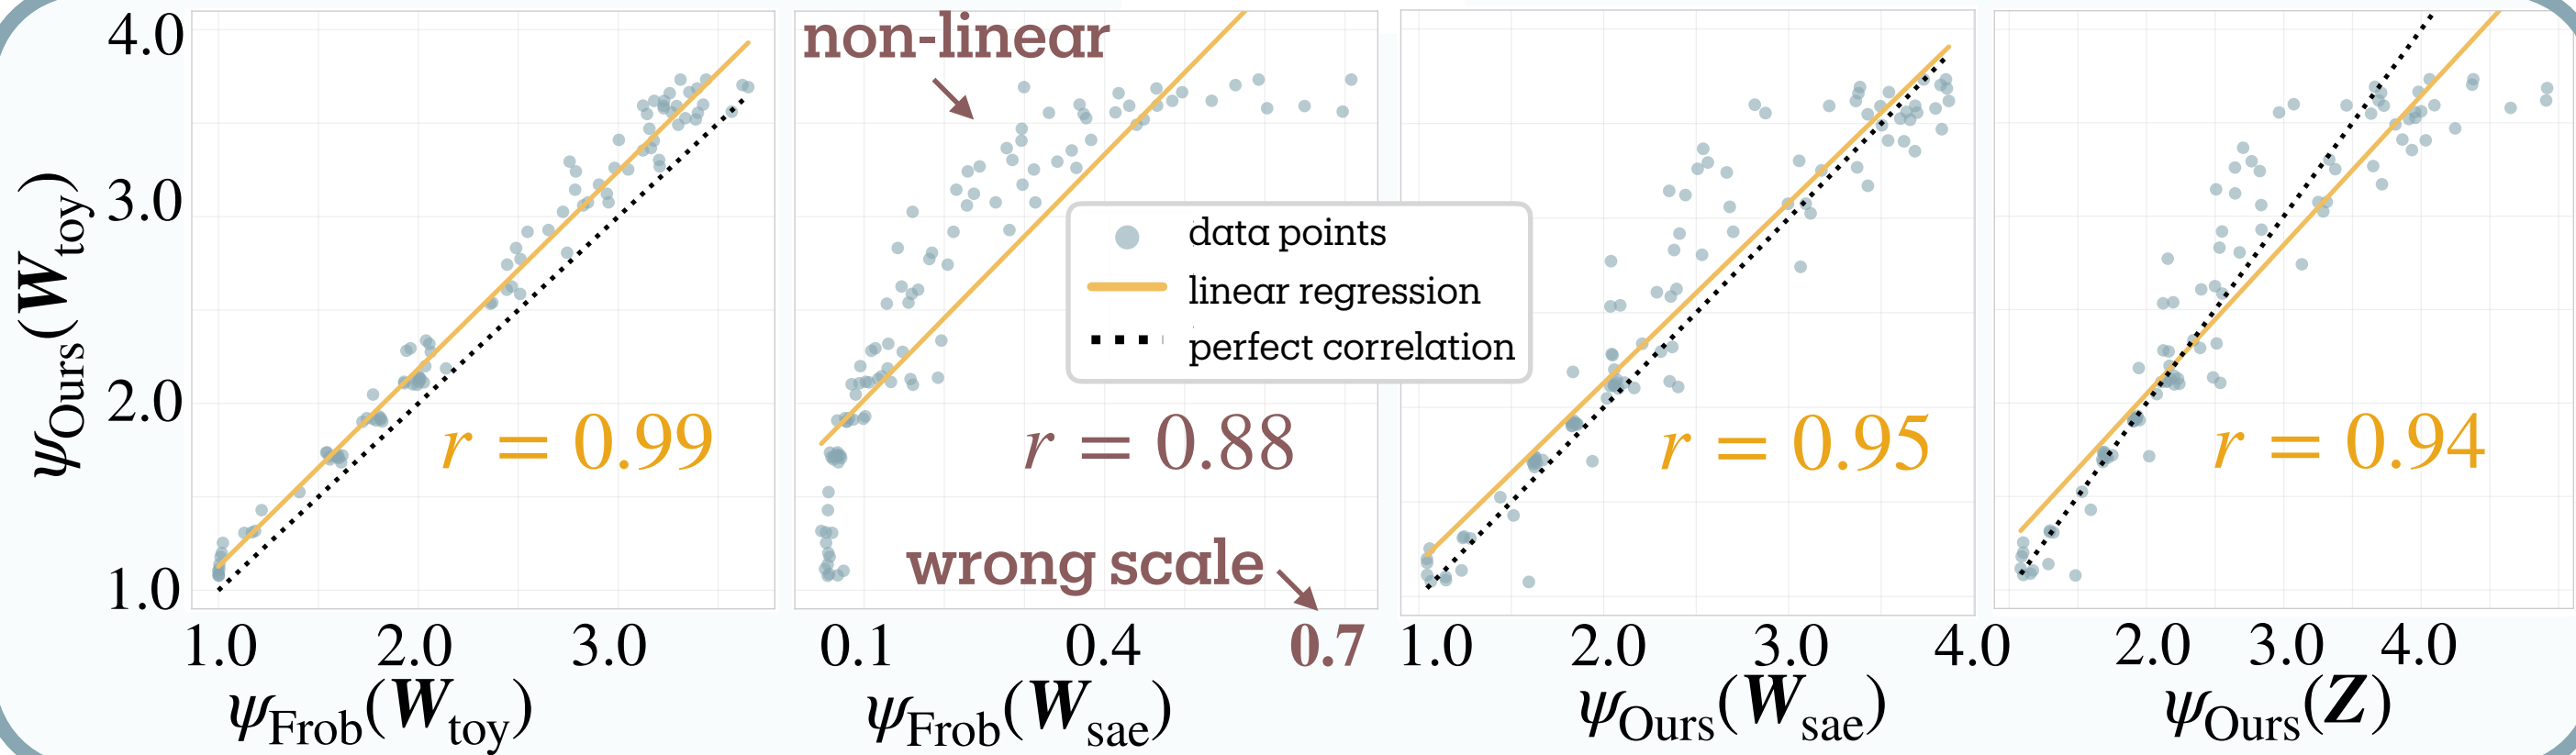 ψOurs(Wtoy)
4.0
3.0
2.0
1.0
r = 0.99
1.0 2.0 3.0
ψFrob(Wtoy)
non-linear
r = 0.88
wrong scale
0.1 0.4 0.7
ψFrob(Wsae)
data points
linear regression
perfect correlation
r = 0.95
1.0 2.0 3.0 4.0
ψOurs(Wsae)
r = 0.94
2.0 3.0 4.0
ψOurs(Z)